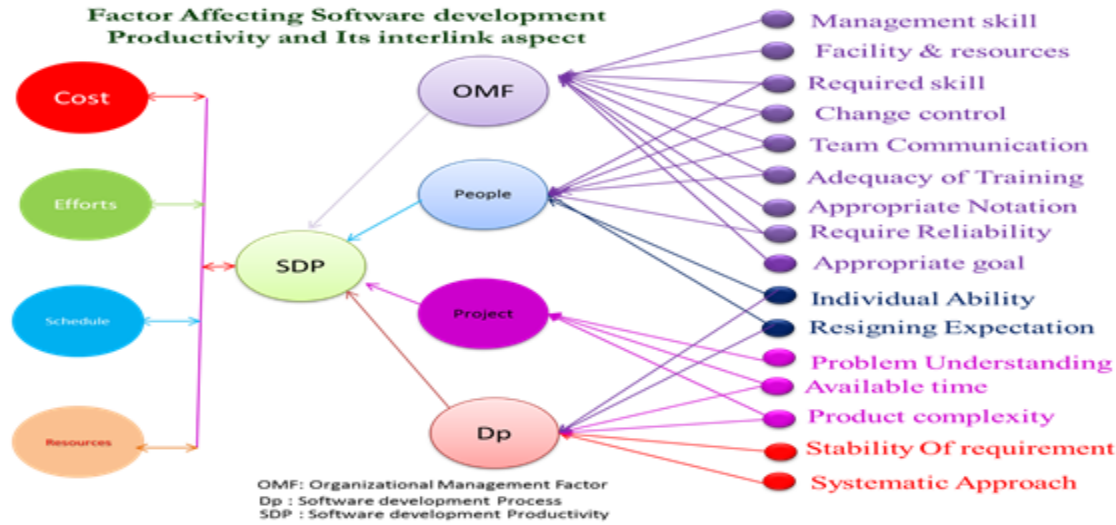 Factor Affecting Software development
Productivity and Its interlink aspect
Cost
Efforts
Schedule
Resources
SDP
OMF
People
Project
Dp
Management skill
Facility & resources
Required skill
Change control
Team Communication
Adequacy of Training
Appropriate Notation
Require Reliability
Appropriate goal
Individual Ability
Resigning Expectation
Problem Understanding
Available time
Product complexity
Stability Of requirement
Systematic Approach
OMF: Organizational Management Factor
Dp : Software development Process
SDP : Software development Productivity